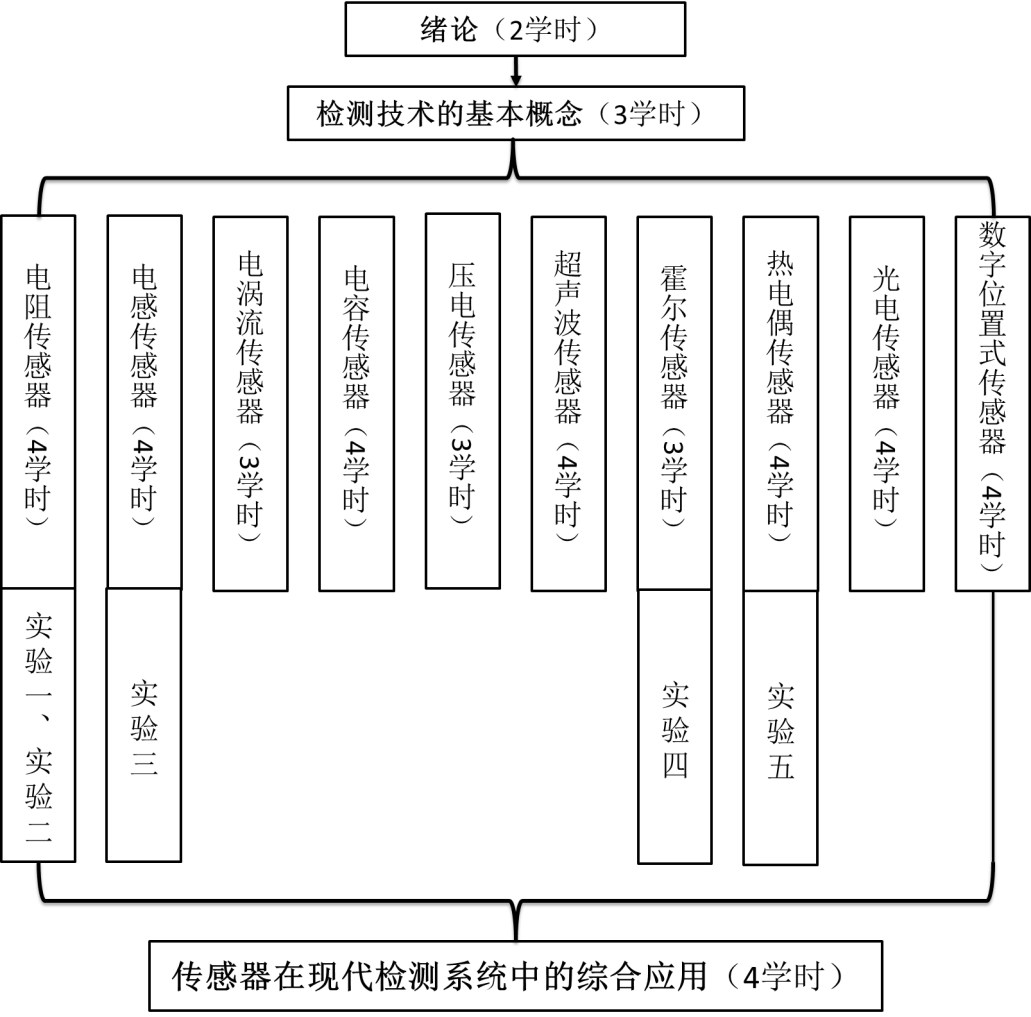 绪论（2学时）
检测技术的基本概念（3学时）
电阻传感器（4学时）
电感传感器（4学时）
电涡流传感器（3学时）
电容传感器（4学时）
压电传感器（3学时）
超声波传感器（4学时）
霍尔传感器（3学时）
热电偶传感器（4学时）
光电传感器（4学时）
数字位置式传感器（4学时）
实验一、实验二
实验三
实验四
实验五
传感器在现代检测系统中的综合应用（4学时）